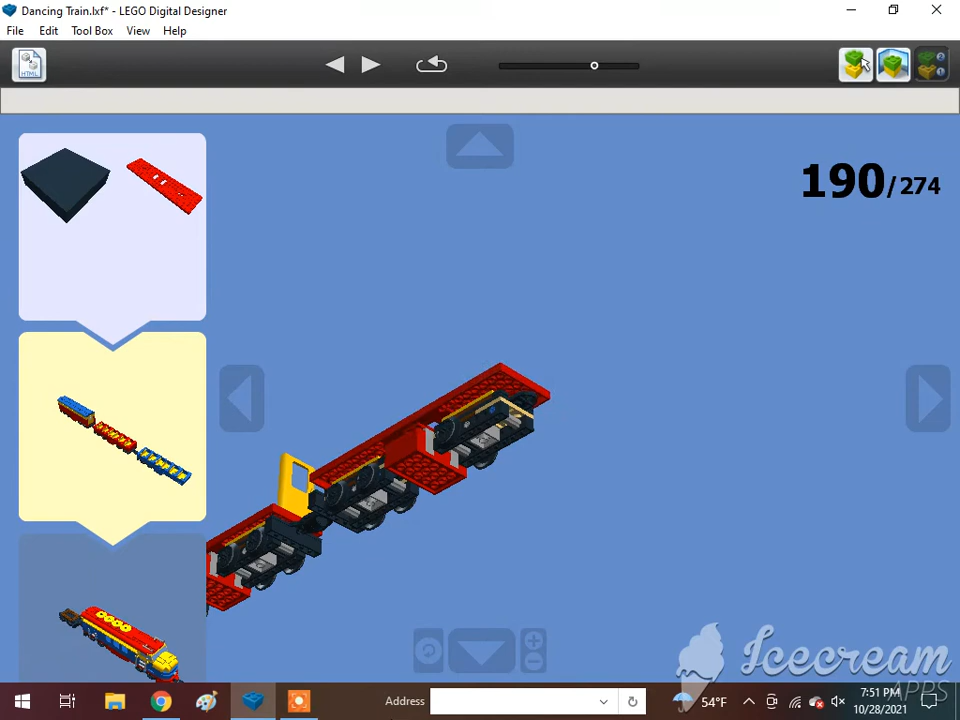 Dancing Train.lxf* - LEGO Digital Designer
File Edit Tool Box View Help
HTML
190/274
Icecream
APPS
Address
54°F
7:51 PM
10/28/2021